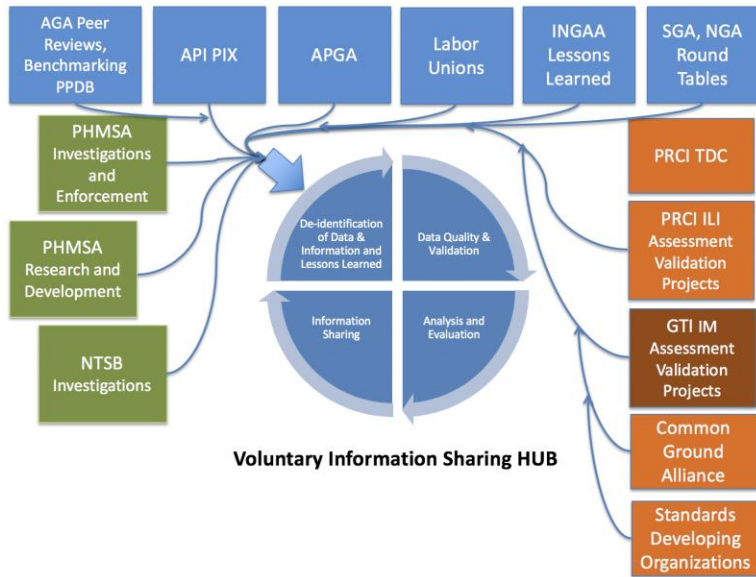 AGA Peer
Reviews,
Benchmarking
PPDB
API PIX
APGA
Labor
Unions
INGAA
Lessons
Learned
SGA, NGA
Round
Tables
PHMSA
Investigations
and
Enforcement
PHMSA
Research and
Development
NTSB
Investigations
De-identification
of Data &
Information and
Lessons Learned
Data Quality &
Validation
Information
Sharing
Analysis and
Evaluation
PRCI TDC
PRCI ILI
Assessment
Validation
Projects
GTI IM
Assessment
Validation
Projects
Common
Ground
Alliance
Standards
Developing
Organizations
Voluntary Information Sharing HUB